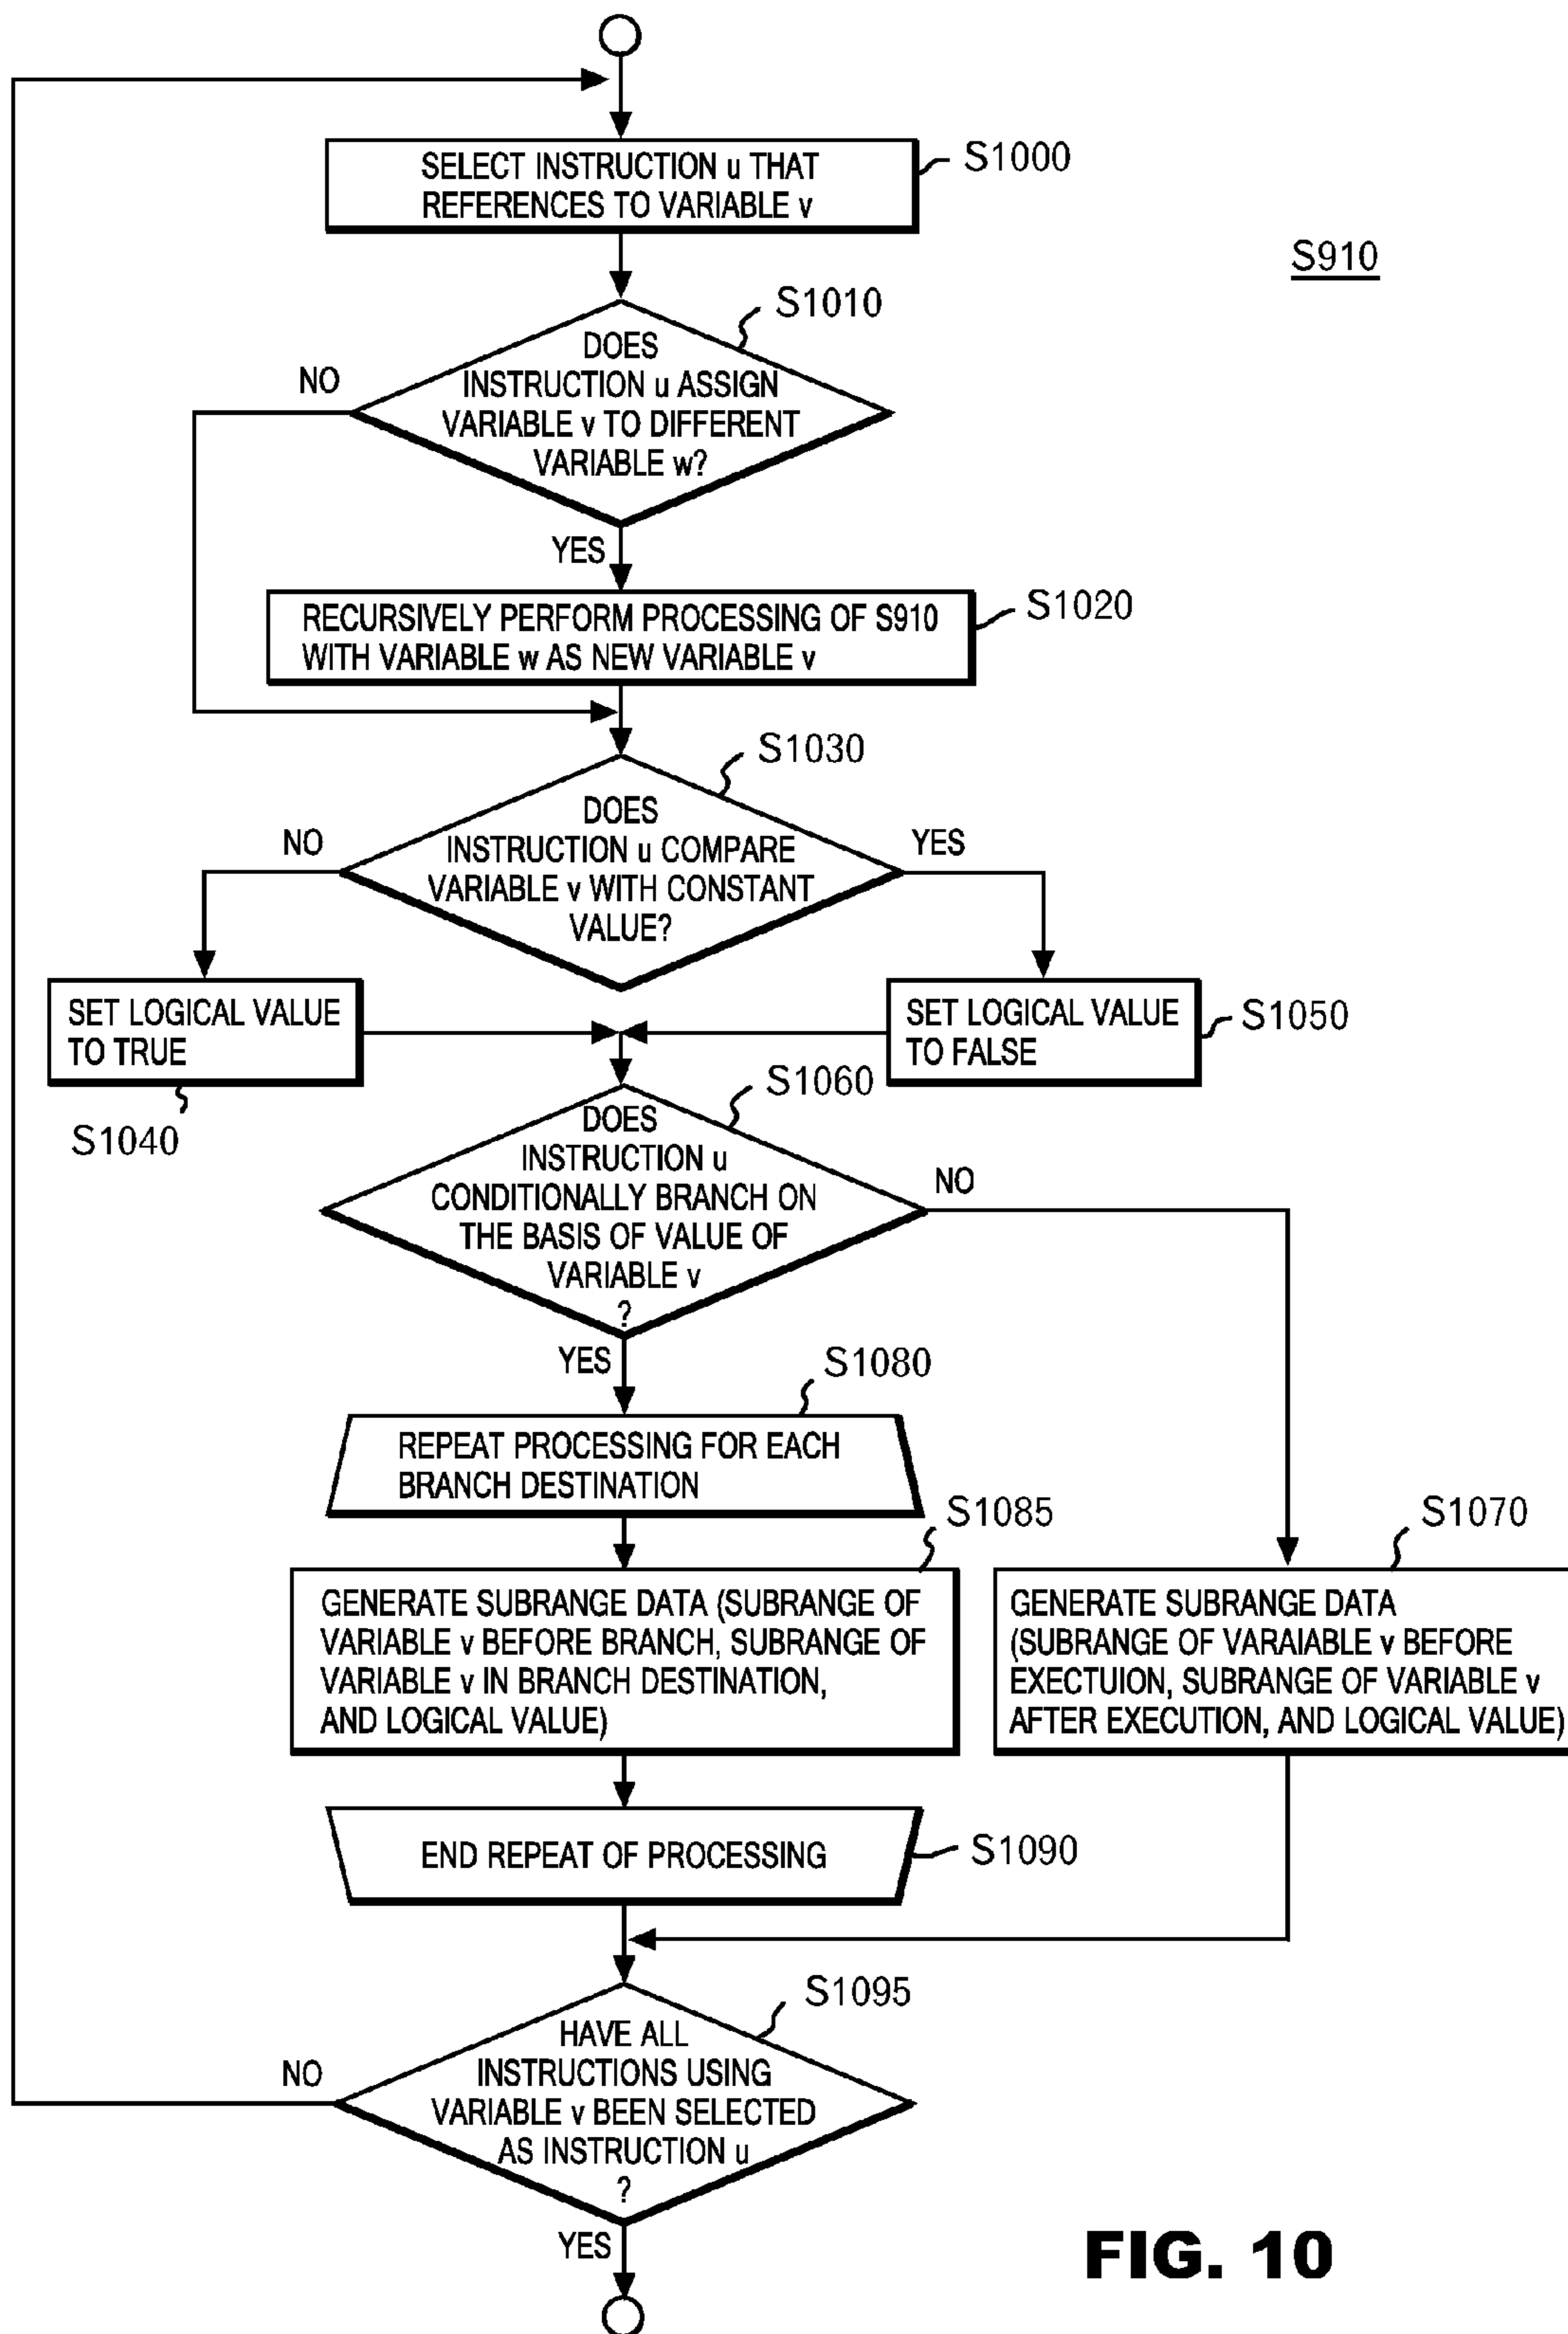 SELECT INSTRUCTION u THAT
REFERENCES TO VARIABLE v
S1000
S910
S1010
DOES
INSTRUCTION u ASSIGN
VARIABLE v TO DIFFERENT
VARIABLE w?
NO
YES
RECURSIVELY PERFORM PROCESSING OF S910
WITH VARIABLE w AS NEW VARIABLE v
S1020
S1030
DOES
INSTRUCTION u COMPARE
VARIABLE v WITH CONSTANT
VALUE?
NO
YES
SET LOGICAL VALUE
TO TRUE
S1040
SET LOGICAL VALUE
TO FALSE
S1050
S1060
DOES
INSTRUCTION u
CONDITIONALLY BRANCH ON
THE BASIS OF VALUE OF
VARIABLE v
?
NO
YES
S1080
REPEAT PROCESSING FOR EACH
BRANCH DESTINATION
S1085
GENERATE SUBRANGE DATA (SUBRANGE OF
VARIABLE v BEFORE BRANCH, SUBRANGE OF
VARIABLE v IN BRANCH DESTINATION,
AND LOGICAL VALUE)
S1070
GENERATE SUBRANGE DATA
(SUBRANGE OF VARAIABLE v BEFORE
EXECTUION, SUBRANGE OF VARIABLE v
AFTER EXECUTION, AND LOGICAL VALUE)
END REPEAT OF PROCESSING
S1090
S1095
HAVE ALL
INSTRUCTIONS USING
VARIABLE v BEEN SELECTED
AS INSTRUCTION u
?
NO
YES
FIG. 10